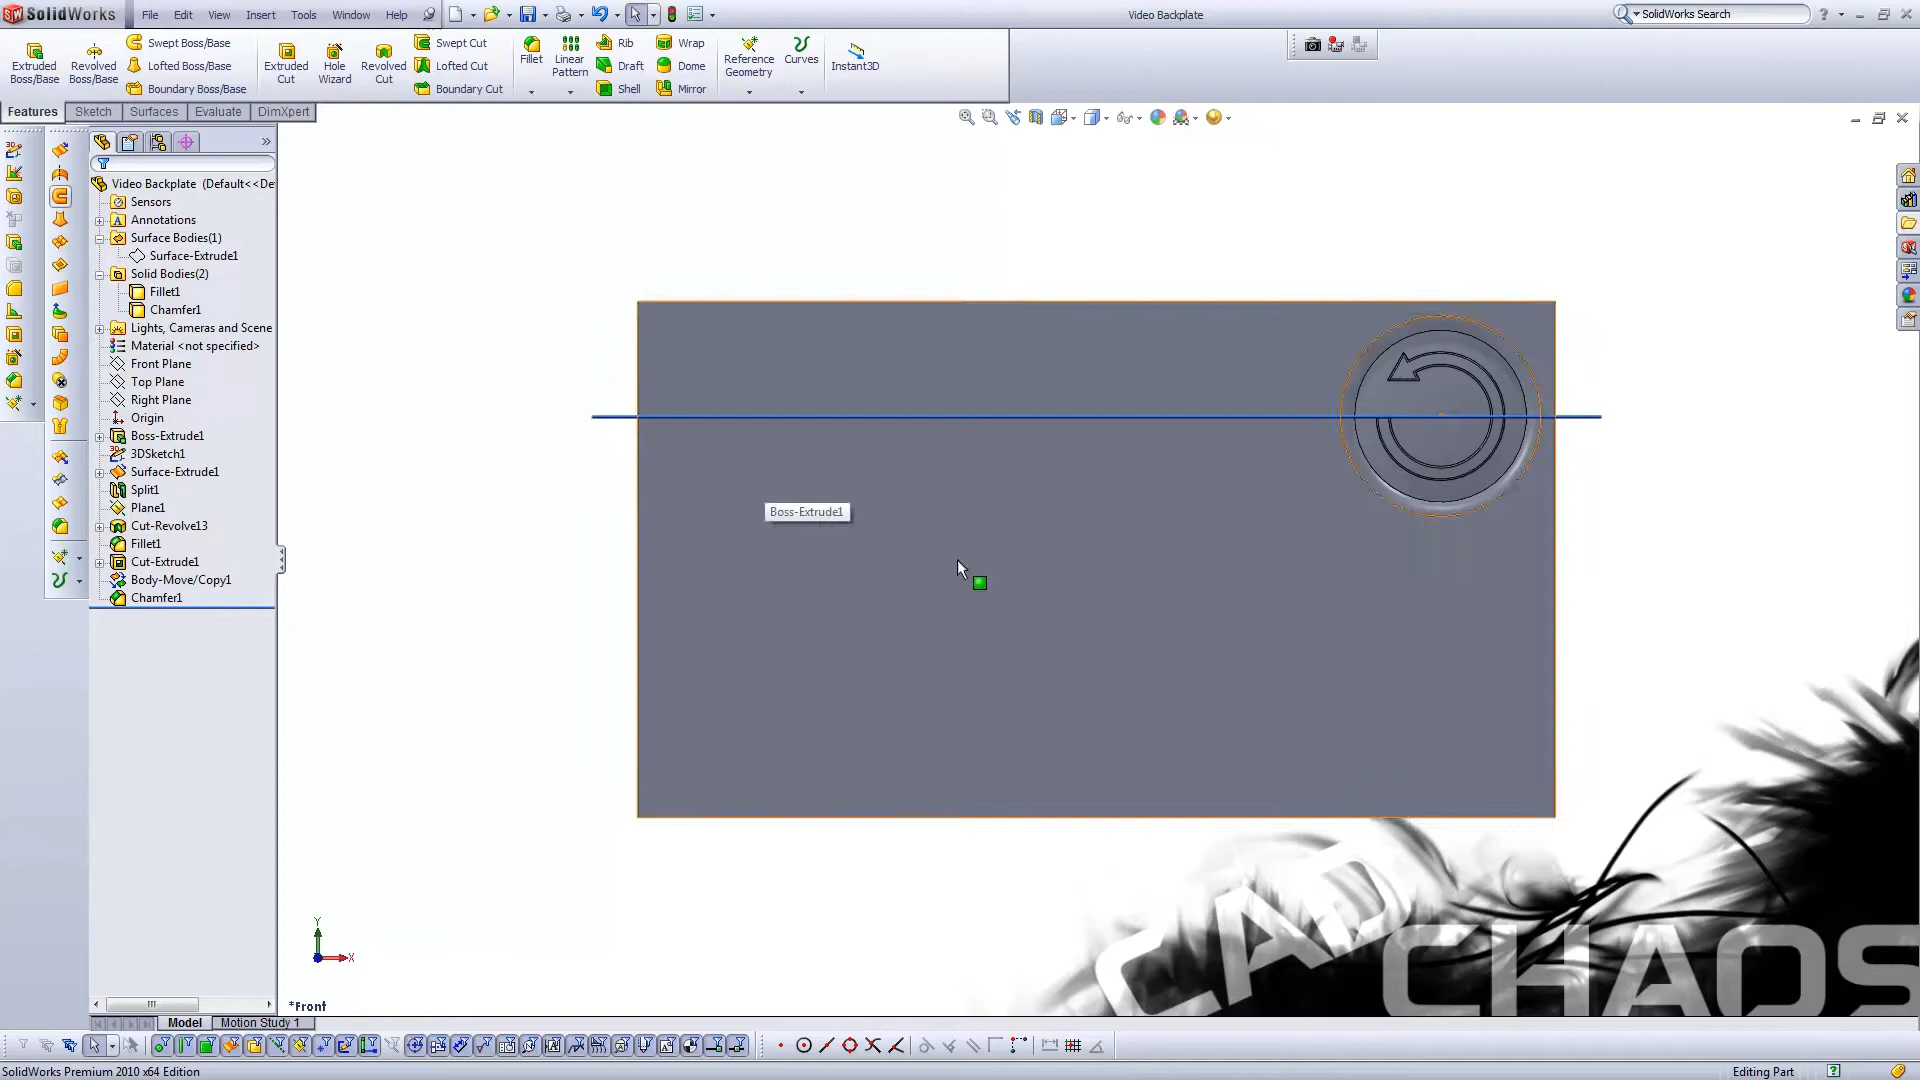 SolidWorks File Edit View Insert Tools Window Help Video Backplate SolidWorks Search
Extruded Boss/Base
Revolved Boss/Base
Swept Boss/Base
Lofted Boss/Base
Boundary Boss/Base
Extruded Cut
Hole Wizard
Revolved Cut
Swept Cut
Lofted Cut
Boundary Cut
Fillet
Linear Pattern
Rib
Draft
Shell
Wrap
Dome
Mirror
Reference Geometry
Curves
Instant3D
Features Sketch Surfaces Evaluate DimXpert
Video Backplate (Default<<De
Sensors
Annotations
Surface Bodies(1)
Surface-Extrude1
Solid Bodies(2)
Fillet1
Chamfer1
Lights, Cameras and Scene
Material <not specified>
Front Plane
Top Plane
Right Plane
Origin
Boss-Extrude1
3DSketch1
Surface-Extrude1
Split1
Plane1
Cut-Revolve13
Fillet1
Cut-Extrude1
Body-Move/Copy1
Chamfer1
Boss-Extrude1
Y
X
*Front
CAD
CHAOS
Model Motion Study 1
SolidWorks Premium 2010 x64 Edition Editing Part